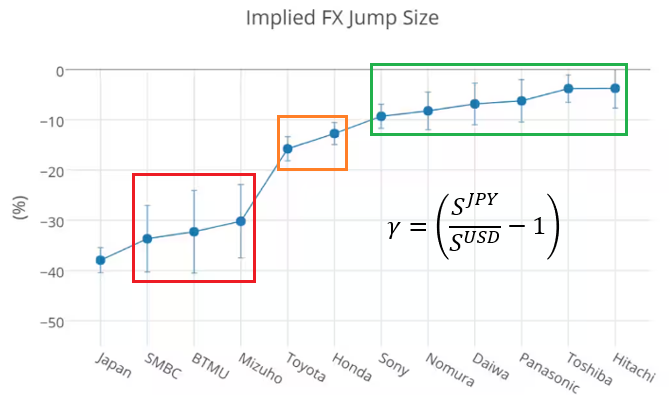 Implied FX Jump Size
0
−10
−20
−30
−40
−50
(%)
γ = (S^JPY / S^USD − 1)
Japan
SMBC
BTMU
Mizuho
Toyota
Honda
Sony
Nomura
Daiwa
Panasonic
Toshiba
Hitachi